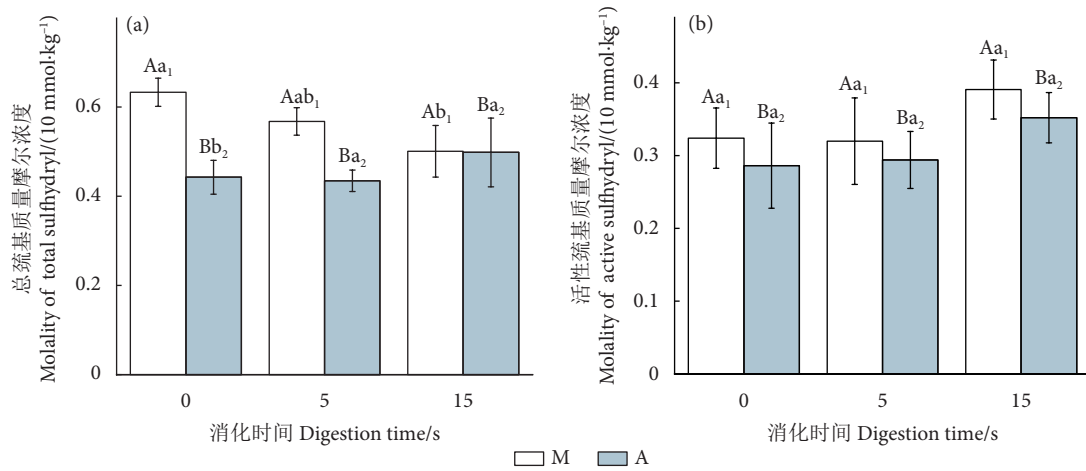 (a)
总巯基质量摩尔浓度
Molality of total sulfhydryl/(10 mmol·kg⁻¹)
0.6
0.4
0.2
0
Aa₁
Bb₂
Aab₁
Ba₂
Ab₁
Ba₂
0
5
15
消化时间 Digestion time/s
(b)
活性巯基质量摩尔浓度
Molality of active sulfhydryl/(10 mmol·kg⁻¹)
0.4
0.3
0.2
0.1
0
Aa₁
Ba₂
Aa₁
Ba₂
Aa₁
Ba₂
0
5
15
消化时间 Digestion time/s
M
A